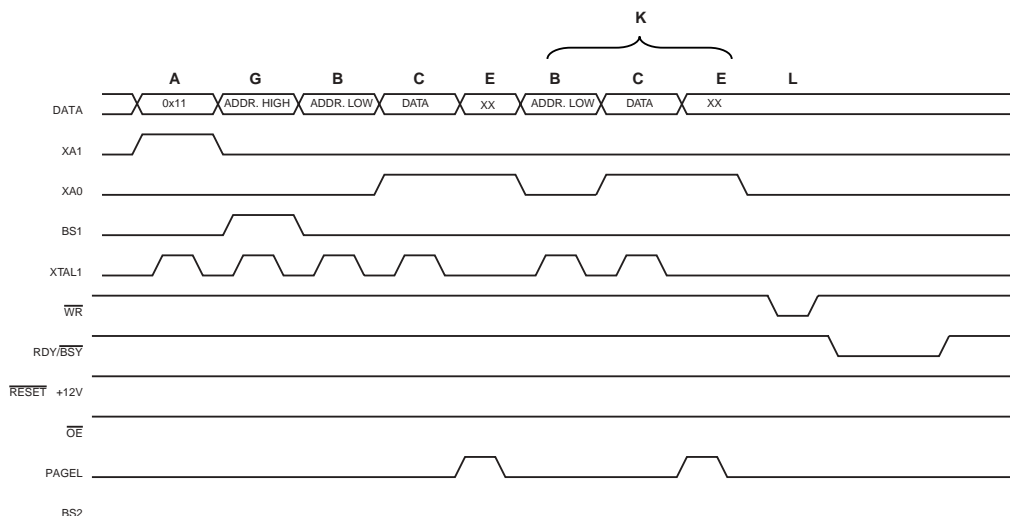 K
A G B C E B C E L
DATA 0x11 ADDR. HIGH ADDR. LOW DATA XX ADDR. LOW DATA XX
XA1
XA0
BS1
XTAL1
WR
RDY/BSY
RESET +12V
OE
PAGEL
BS2